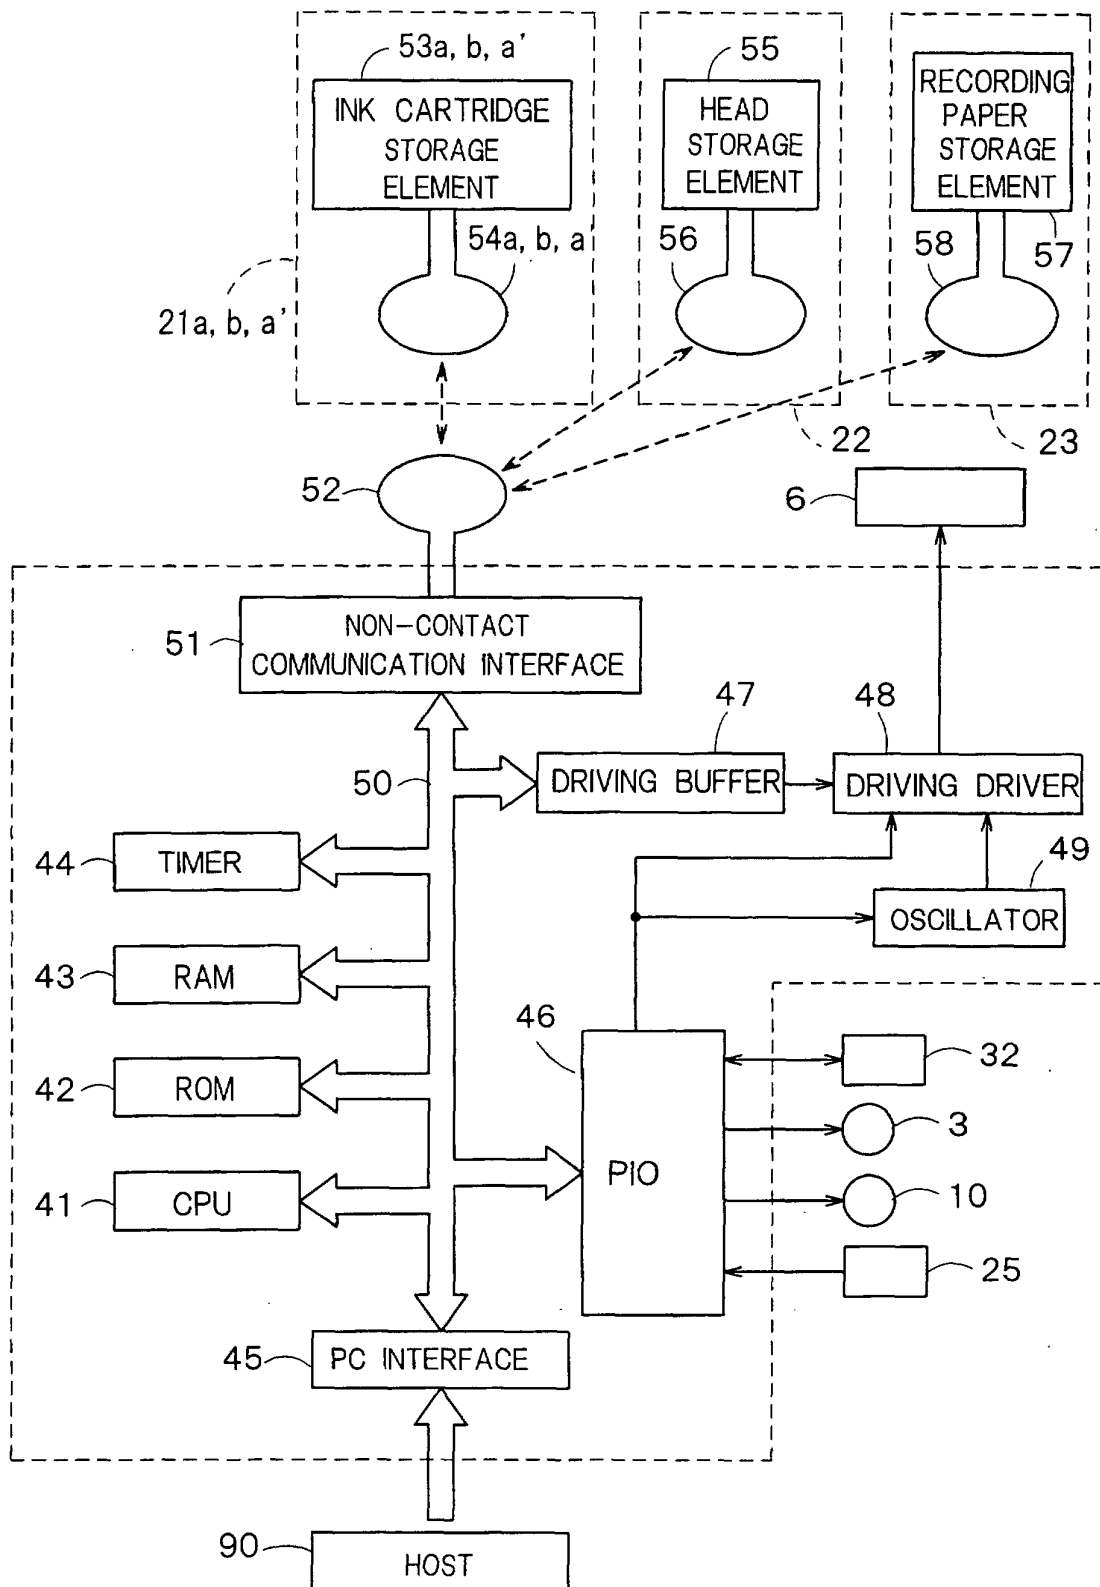 53a, b, a'
55
INK CARTRIDGE
STORAGE
ELEMENT
HEAD
STORAGE
ELEMENT
RECORDING
PAPER
STORAGE
ELEMENT
54a, b, a'
56
58
57
21a, b, a'
22
23
52
6
51
NON-CONTACT
COMMUNICATION INTERFACE
47
48
50
DRIVING BUFFER
DRIVING DRIVER
44
TIMER
49
OSCILLATOR
43
RAM
46
32
42
ROM
3
PIO
41
CPU
10
25
45
PC INTERFACE
90
HOST